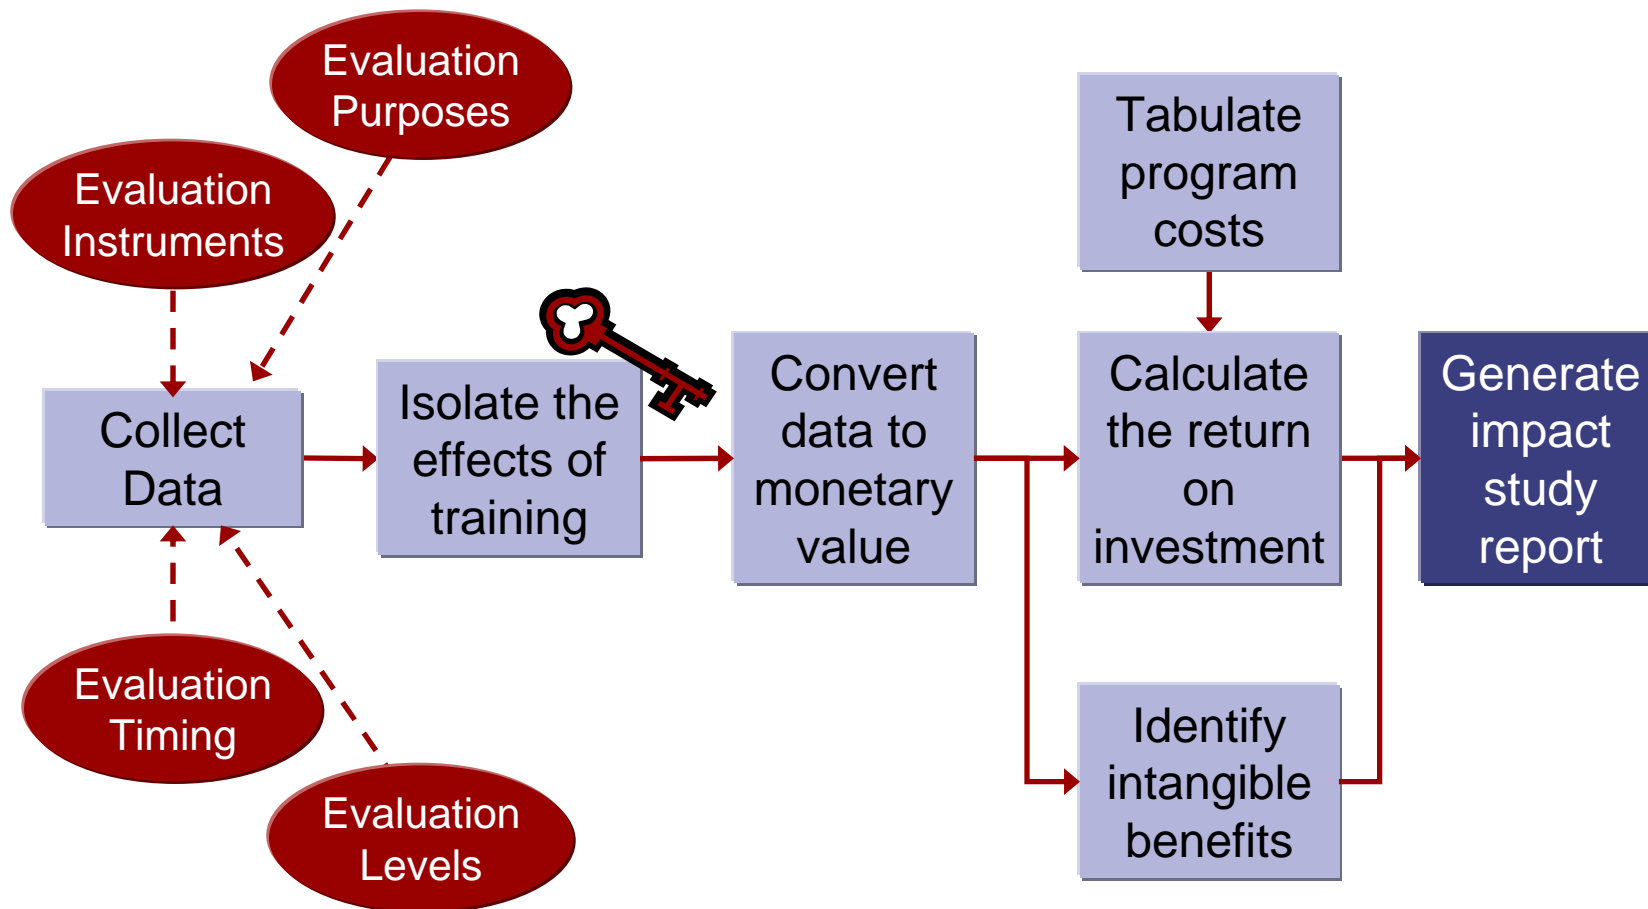 Evaluation
Purposes
Evaluation
Instruments
Tabulate
program
costs
Collect
Data
Isolate the
effects of
training
Convert
data to
monetary
value
Calculate
the return
on
investment
Generate
impact
study
report
Evaluation
Timing
Evaluation
Levels
Identify
intangible
benefits